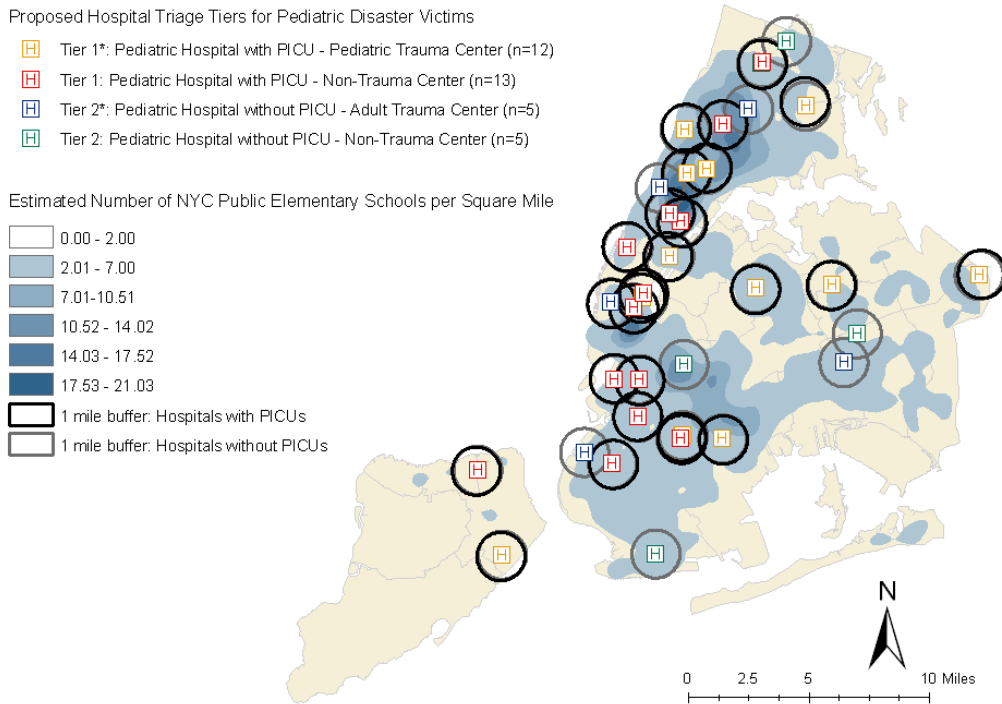 Proposed Hospital Triage Tiers for Pediatric Disaster Victims
H Tier 1*: Pediatric Hospital with PICU - Pediatric Trauma Center (n=12)
H Tier 1: Pediatric Hospital with PICU - Non-Trauma Center (n=13)
H Tier 2*: Pediatric Hospital without PICU - Adult Trauma Center (n=5)
H Tier 2: Pediatric Hospital without PICU - Non-Trauma Center (n=5)
Estimated Number of NYC Public Elementary Schools per Square Mile
0.00 - 2.00
2.01 - 7.00
7.01-10.51
10.52 - 14.02
14.03 - 17.52
17.53 - 21.03
1 mile buffer: Hospitals with PICUs
1 mile buffer: Hospitals without PICUs
N
0 2.5 5 10 Miles